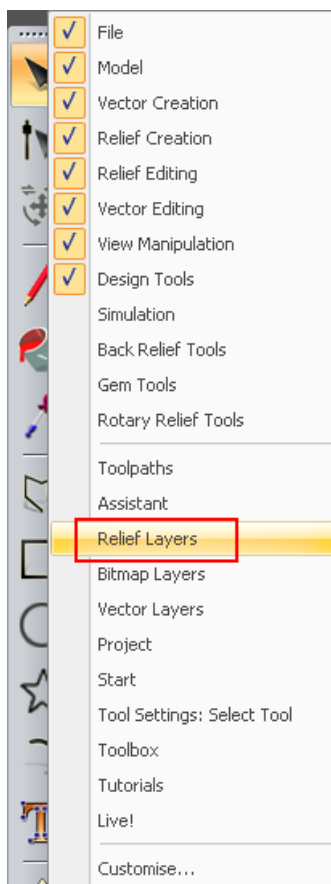 File
Model
Vector Creation
Relief Creation
Relief Editing
Vector Editing
View Manipulation
Design Tools
Simulation
Back Relief Tools
Gem Tools
Rotary Relief Tools
Toolpaths
Assistant
Relief Layers
Bitmap Layers
Vector Layers
Project
Start
Tool Settings: Select Tool
Toolbox
Tutorials
Live!
Customise...